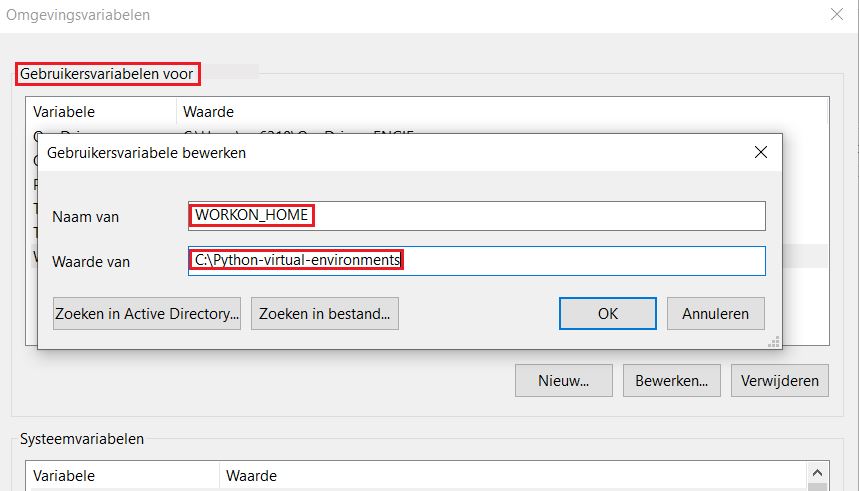 Omgevingsvariabelen
Gebruikersvariabelen voor
Variabele Waarde
Gebruikersvariabele bewerken
Naam van WORKON_HOME
Waarde van C:\Python-virtual-environments
Zoeken in Active Directory... Zoeken in bestand... OK Annuleren
Nieuw... Bewerken... Verwijderen
Systeemvariabelen
Variabele Waarde